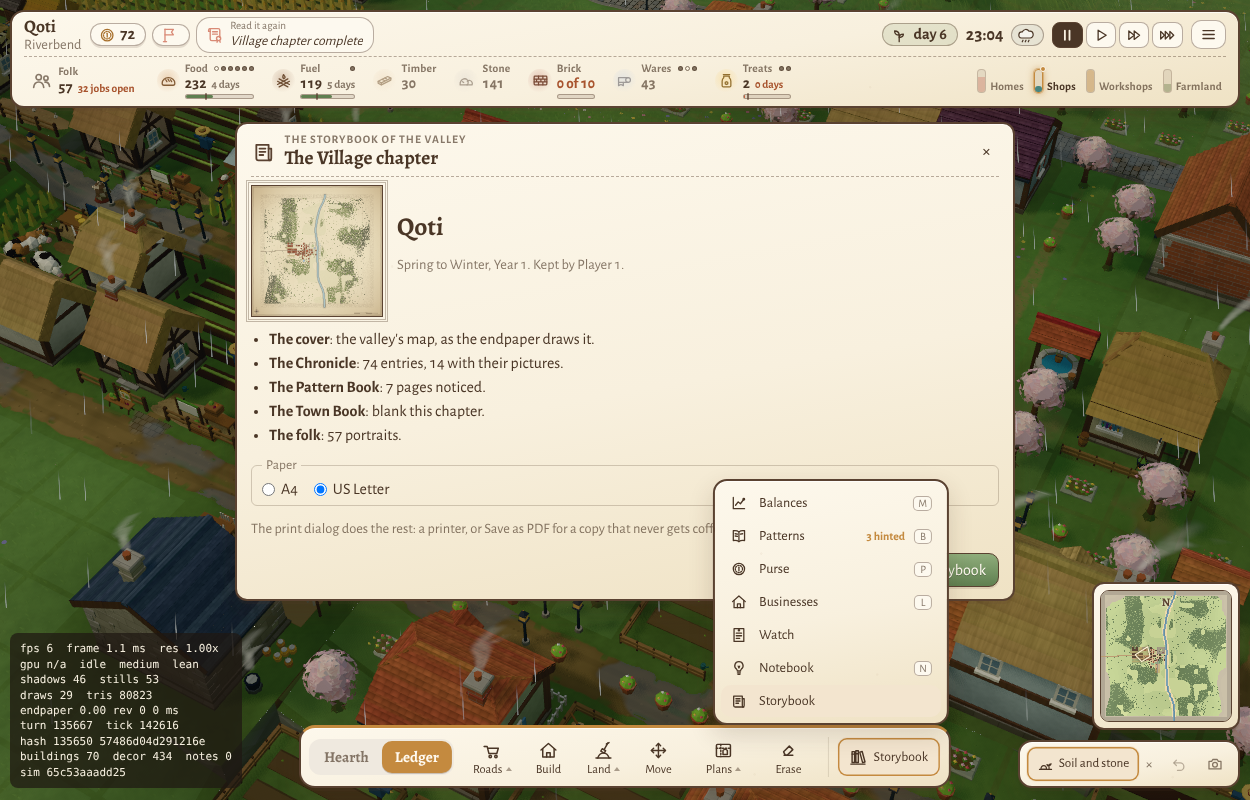 Qoti
Riverbend
72
Read it again
Village chapter complete
day 6
23:04
Folk
57 32 jobs open
Food
232 4 days
Fuel
119 5 days
Timber
30
Stone
141
Brick
0 of 10
Wares
43
Treats
2 0 days
Homes
Shops
Workshops
Farmland
THE STORYBOOK OF THE VALLEY
The Village chapter
×
Qoti
Spring to Winter, Year 1. Kept by Player 1.
• The cover: the valley's map, as the endpaper draws it.
• The Chronicle: 74 entries, 14 with their pictures.
• The Pattern Book: 7 pages noticed.
• The Town Book: blank this chapter.
• The folk: 57 portraits.
Paper
A4
US Letter
The print dialog does the rest: a printer, or Save as PDF for a copy that never gets
Balances M
Patterns 3 hinted B
Purse P
Businesses L
Watch
Notebook N
Storybook
fps 6 frame 1.1 ms res 1.00x
gpu n/a idle medium lean
shadows 46 stills 53
draws 29 tris 80823
endpaper 0.00 rev 0 0 ms
turn 135667 tick 142616
hash 135650 57486d04d291216e
buildings 70 decor 434 notes 0
sim 65c53aaadd25
Hearth
Ledger
Roads
Build
Land
Move
Plans
Erase
Storybook
N
Soil and stone
×